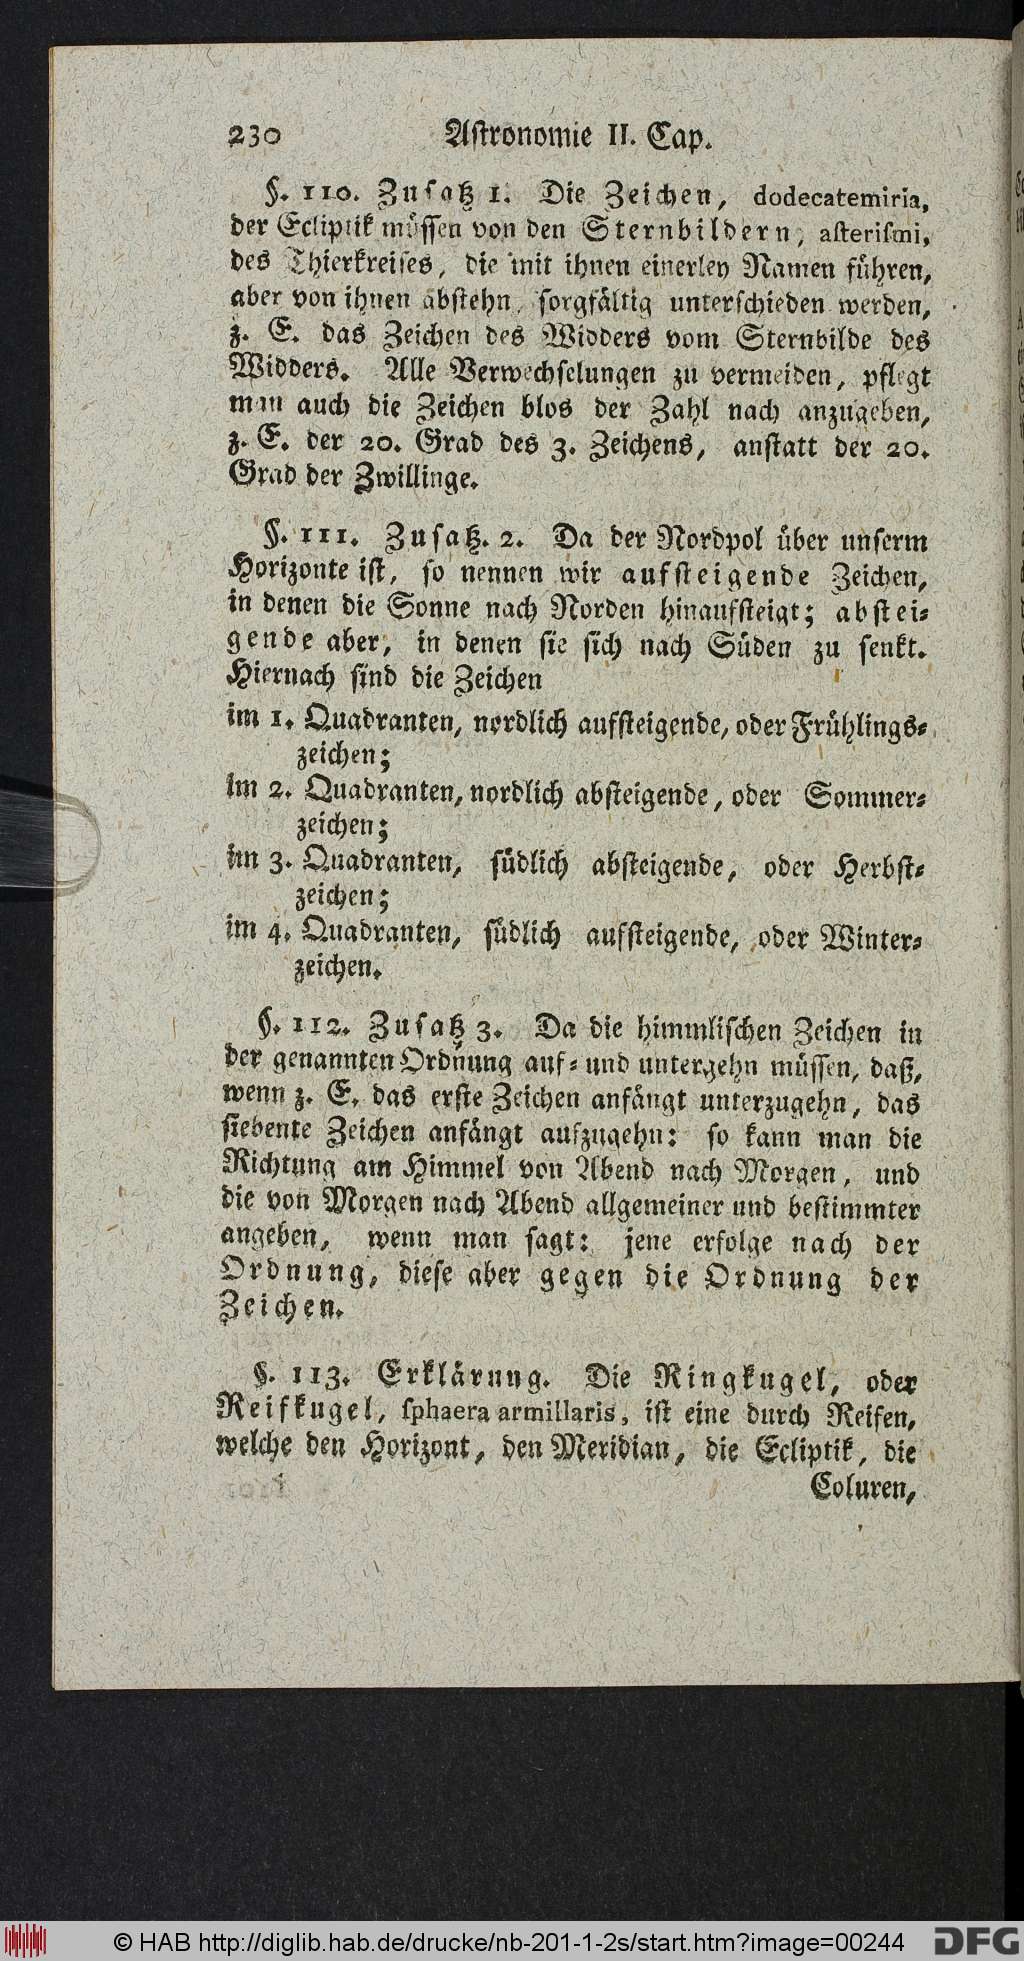 230 Astronomie II. Cap.
§. 110. Zusatz 1. Die Zeichen, dodecatemiria,
der Ecliptik müssen von den Sternbildern, asterismi,
des Thierkreises, die mit ihnen einerley Namen führen,
aber von ihnen abstehn, sorgfältig unterschieden werden,
z. E. das Zeichen des Widders vom Sternbilde des
Widders. Alle Verwechselungen zu vermeiden, pflegt
man auch die Zeichen blos der Zahl nach anzugeben,
z. E. der 20. Grad des 3. Zeichens, anstatt der 20.
Grad der Zwillinge.
§. 111. Zusatz. 2. Da der Nordpol über unserm
Horizonte ist, so nennen wir aufsteigende Zeichen,
in denen die Sonne nach Norden hinaufsteigt; abstei-
gende aber, in denen sie sich nach Süden zu senkt.
Hiernach sind die Zeichen
im 1. Quadranten, nordlich aufsteigende, oder Frühlings-
zeichen;
im 2. Quadranten, nordlich absteigende, oder Sommer-
zeichen;
im 3. Quadranten, südlich absteigende, oder Herbst-
zeichen;
im 4. Quadranten, südlich aufsteigende, oder Winter-
zeichen.
§. 112. Zusatz 3. Da die himmlischen Zeichen in
der genannten Ordnung auf- und untergehn müssen, daß,
wenn z. E. das erste Zeichen anfängt unterzugehn, das
siebente Zeichen anfängt aufzugehn: so kann man die
Richtung am Himmel von Abend nach Morgen, und
die von Morgen nach Abend allgemeiner und bestimmter
angeben, wenn man sagt: jene erfolge nach der
Ordnung, diese aber gegen die Ordnung der
Zeichen.
§. 113. Erklärung. Die Ringkugel, oder
Reifkugel, sphaera armillaris, ist eine durch Reifen,
welche den Horizont, den Meridian, die Ecliptik, die
Coluren,
© HAB http://diglib.hab.de/drucke/nb-201-1-2s/start.htm?image=00244
DFG